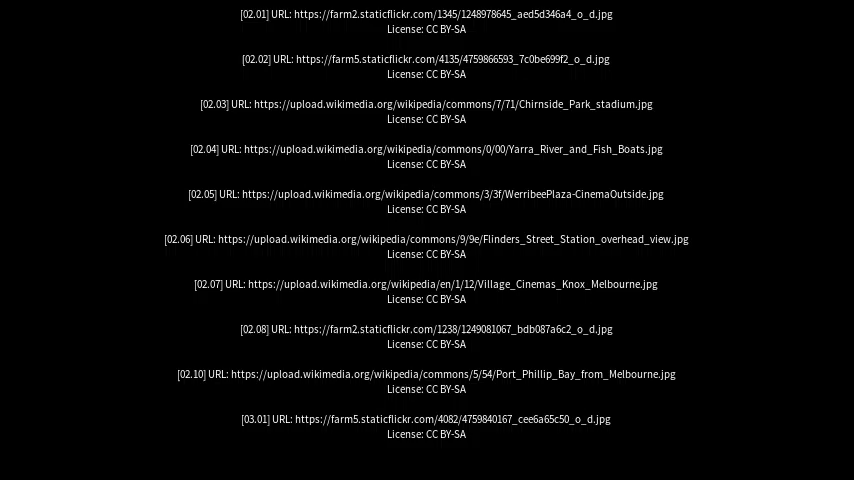 [02.01] URL: https://farm2.staticflickr.com/1345/1248978645_aed5d346a4_o_d.jpg
License: CC BY-SA
[02.02] URL: https://farm5.staticflickr.com/4135/4759866593_7c0be699f2_o_d.jpg
License: CC BY-SA
[02.03] URL: https://upload.wikimedia.org/wikipedia/commons/7/71/Chirnside_Park_stadium.jpg
License: CC BY-SA
[02.04] URL: https://upload.wikimedia.org/wikipedia/commons/0/00/Yarra_River_and_Fish_Boats.jpg
License: CC BY-SA
[02.05] URL: https://upload.wikimedia.org/wikipedia/commons/3/3f/WerribeePlaza-CinemaOutside.jpg
License: CC BY-SA
[02.06] URL: https://upload.wikimedia.org/wikipedia/commons/9/9e/Flinders_Street_Station_overhead_view.jpg
License: CC BY-SA
[02.07] URL: https://upload.wikimedia.org/wikipedia/en/1/12/Village_Cinemas_Knox_Melbourne.jpg
License: CC BY-SA
[02.08] URL: https://farm2.staticflickr.com/1238/1249081067_bdb087a6c2_o_d.jpg
License: CC BY-SA
[02.10] URL: https://upload.wikimedia.org/wikipedia/commons/5/54/Port_Phillip_Bay_from_Melbourne.jpg
License: CC BY-SA
[03.01] URL: https://farm5.staticflickr.com/4082/4759840167_cee6a65c50_o_d.jpg
License: CC BY-SA